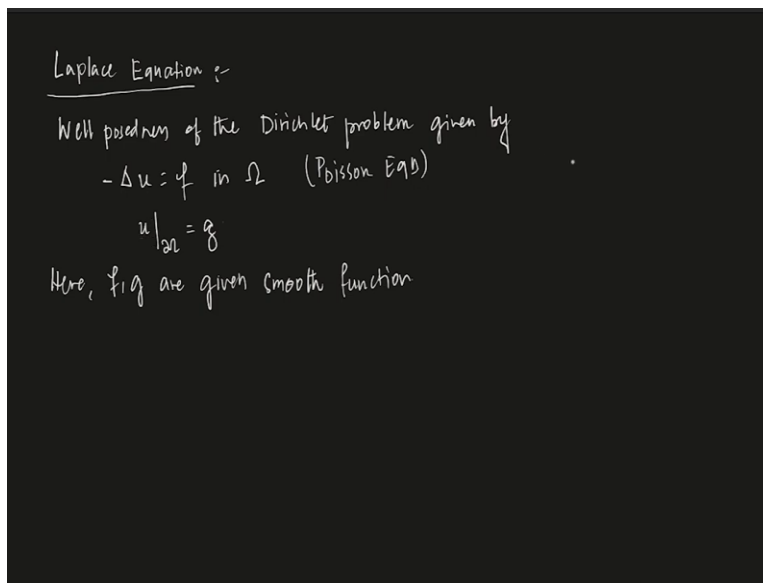 Laplace Equation :-
Well posedness of the Dirichlet problem given by
- Δu = f in Ω (Poisson Eqn)
u|∂Ω = g
Here, f, g are given smooth function